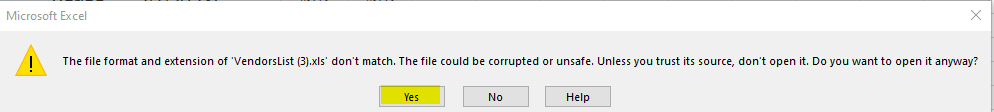 Microsoft Excel
The file format and extension of 'VendorsList (3).xls' don't match. The file could be corrupted or unsafe. Unless you trust its source, don't open it. Do you want to open it anyway?
Yes
No
Help